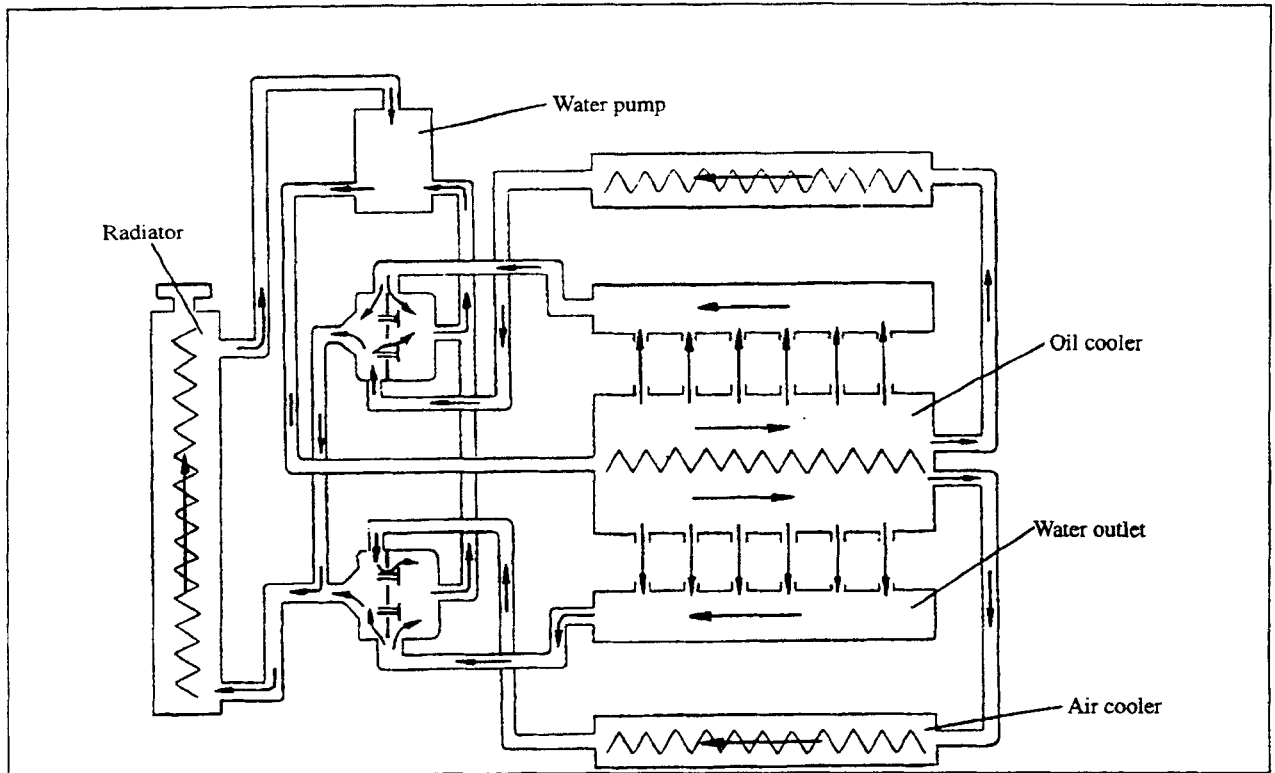 Water pump
Radiator
Oil cooler
Water outlet
Air cooler